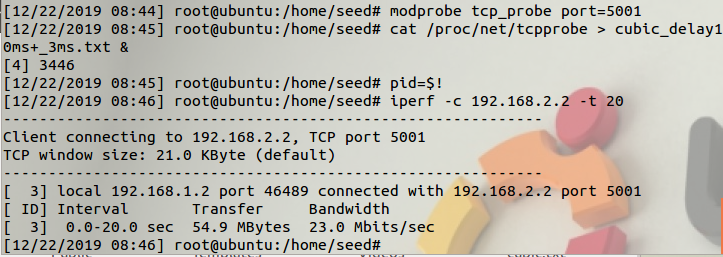 [12/22/2019 08:44] root@ubuntu:/home/seed# modprobe tcp_probe port=5001
[12/22/2019 08:45] root@ubuntu:/home/seed# cat /proc/net/tcpprobe > cubic_delay1
0ms+_3ms.txt &
[4] 3446
[12/22/2019 08:45] root@ubuntu:/home/seed# pid=$!
[12/22/2019 08:46] root@ubuntu:/home/seed# iperf -c 192.168.2.2 -t 20
------------------------------------------------------------
Client connecting to 192.168.2.2, TCP port 5001
TCP window size: 21.0 KByte (default)
------------------------------------------------------------
[  3] local 192.168.1.2 port 46489 connected with 192.168.2.2 port 5001
[ ID] Interval       Transfer     Bandwidth
[  3]  0.0-20.0 sec  54.9 MBytes  23.0 Mbits/sec
[12/22/2019 08:46] root@ubuntu:/home/seed#